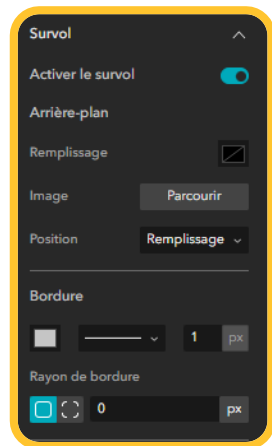 Survol
Activer le survol
Arrière-plan
Remplissage
Image Parcourir
Position Remplissage
Bordure
1 px
Rayon de bordure
0 px